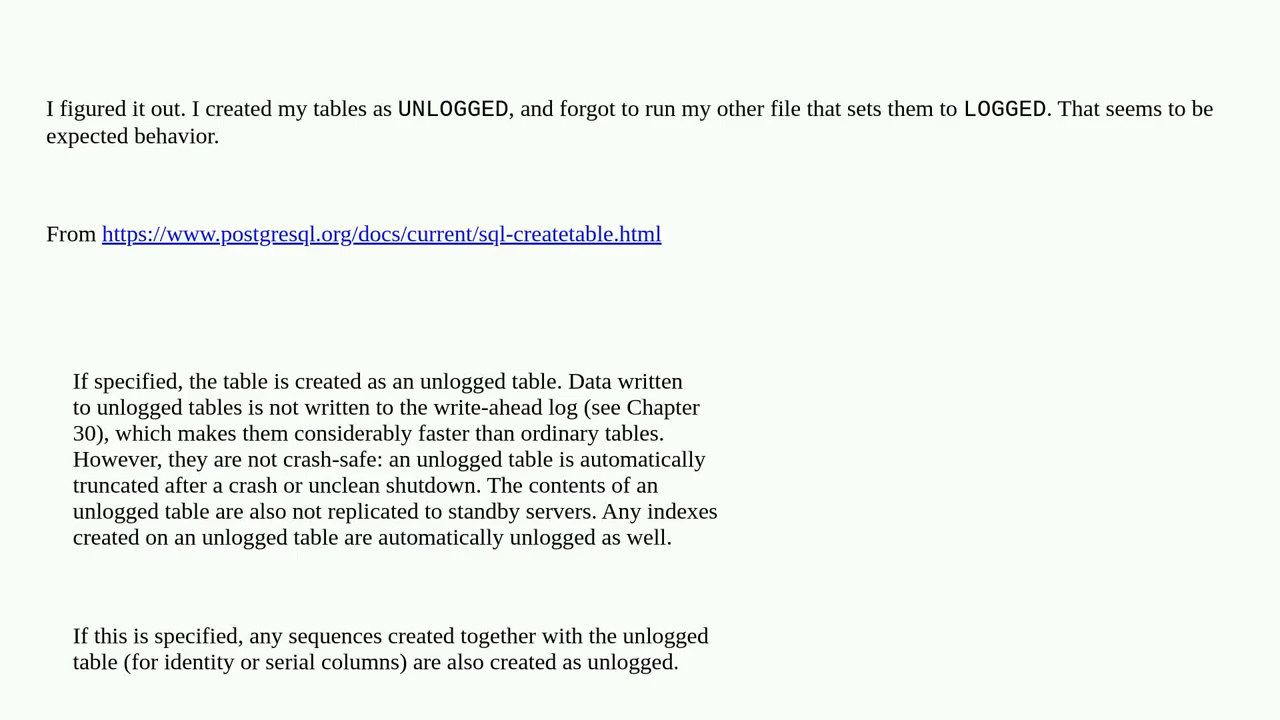 I figured it out. I created my tables as UNLOGGED, and forgot to run my other file that sets them to LOGGED. That seems to be
expected behavior.
From https://www.postgresql.org/docs/current/sql-createtable.html
If specified, the table is created as an unlogged table. Data written
to unlogged tables is not written to the write-ahead log (see Chapter
30), which makes them considerably faster than ordinary tables.
However, they are not crash-safe: an unlogged table is automatically
truncated after a crash or unclean shutdown. The contents of an
unlogged table are also not replicated to standby servers. Any indexes
created on an unlogged table are automatically unlogged as well.
If this is specified, any sequences created together with the unlogged
table (for identity or serial columns) are also created as unlogged.